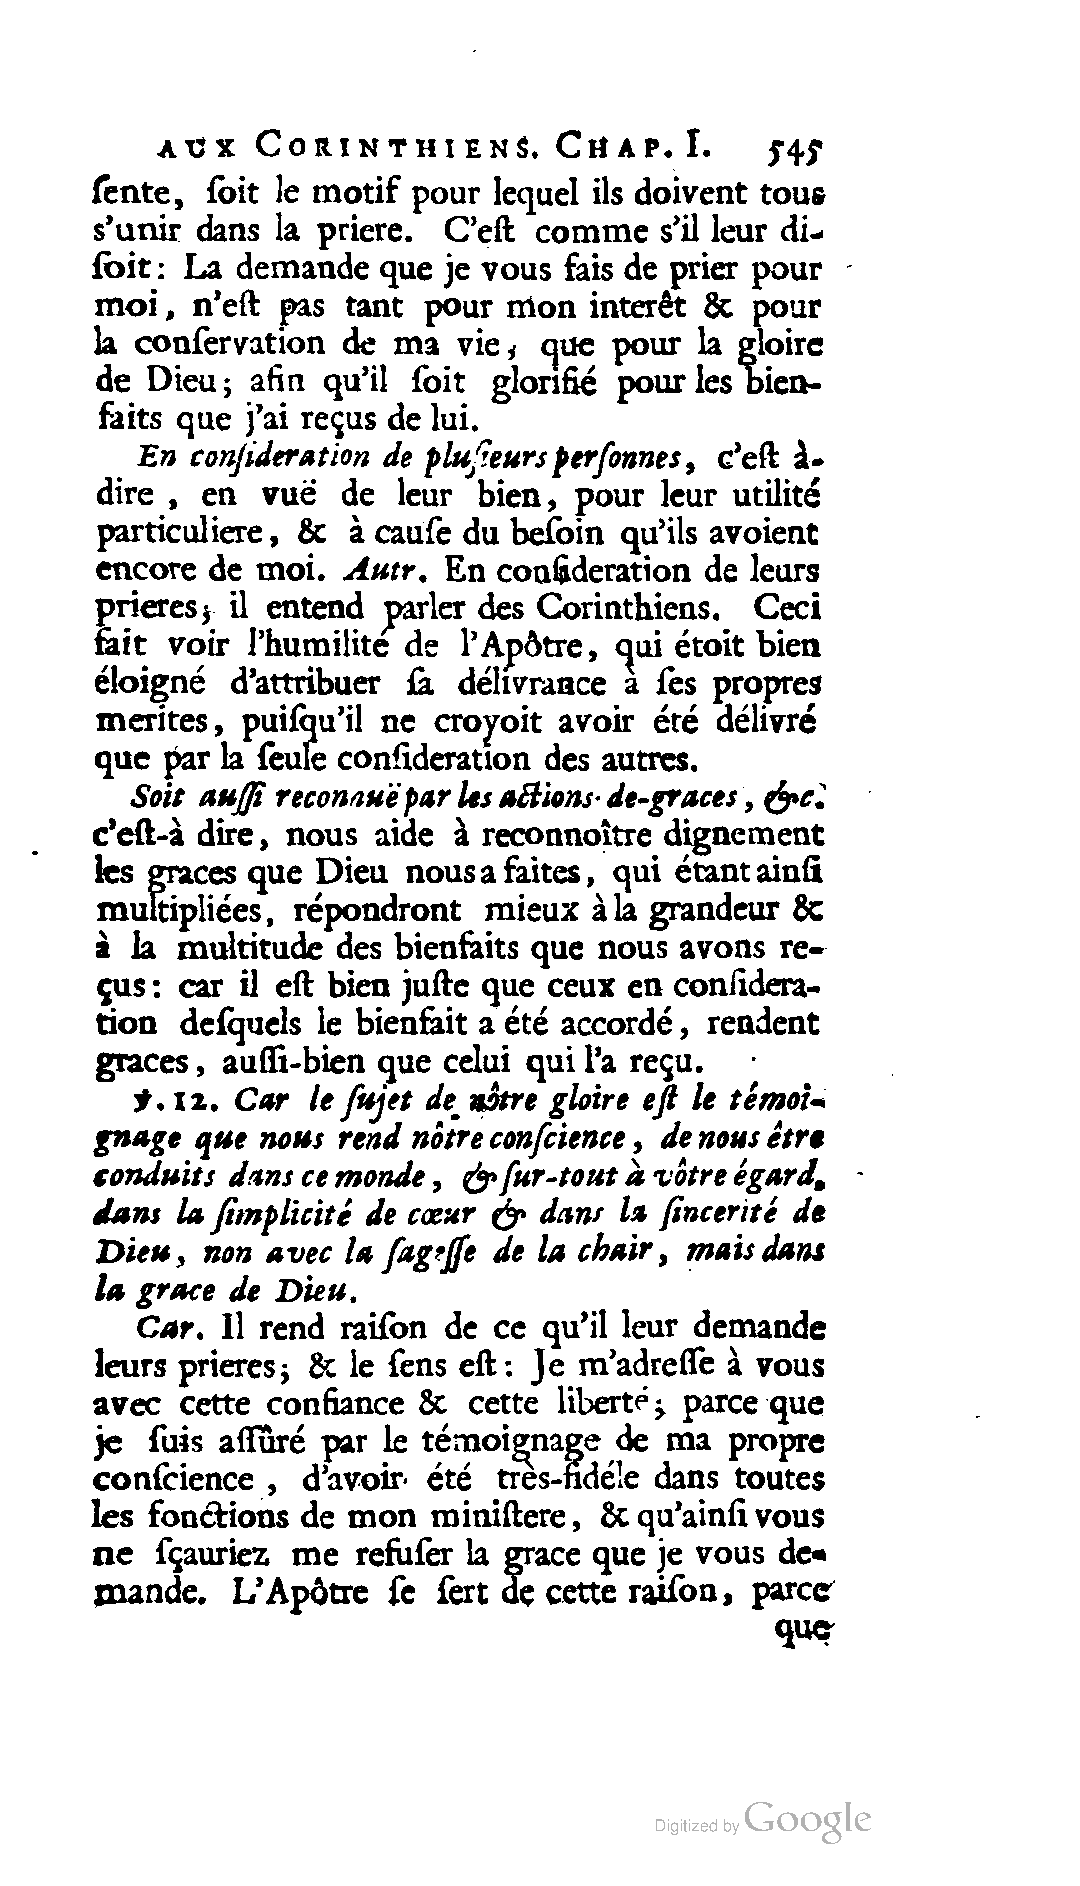 AUX CORINTHIENS. CHAP. I. 545
ſente, ſoit le motif pour lequel ils doivent tous
s'unir dans la priere. C'eſt comme s'il leur di-
ſoit: La demande que je vous fais de prier pour
moi, n'eſt pas tant pour mon interêt & pour
la conſervation de ma vie, que pour la gloire
de Dieu; afin qu'il ſoit glorifié pour les bien-
faits que j'ai reçus de lui.
En conſideration de pluſieurs perſonnes, c'eſt à-
dire, en vuë de leur bien, pour leur utilité
particuliere, & à cauſe du beſoin qu'ils avoient
encore de moi. Autr. En conſideration de leurs
prieres; il entend parler des Corinthiens. Ceci
fait voir l'humilité de l'Apôtre, qui étoit bien
éloigné d'attribuer ſa délivrance à ſes propres
merites, puiſqu'il ne croyoit avoir été délivré
que par la ſeule conſideration des autres.
Soit auſſi reconnuë par les actions-de-graces, &c.
c'eſt-à dire, nous aide à reconnoître dignement
les graces que Dieu nous a faites, qui étant ainſi
multipliées, répondront mieux à la grandeur &
à la multitude des bienfaits que nous avons re-
çus: car il eſt bien juſte que ceux en conſidera-
tion deſquels le bienfait a été accordé, rendent
graces, auſſi-bien que celui qui l'a reçu.
℣. 12. Car le ſujet de nôtre gloire eſt le témoi-
gnage que nous rend nôtre conſcience, de nous être
conduits dans ce monde, & ſur-tout à vôtre égard,
dans la ſimplicité de cœur & dans la ſincerité de
Dieu, non avec la ſageſſe de la chair, mais dans
la grace de Dieu.
Car. Il rend raiſon de ce qu'il leur demande
leurs prieres; & le ſens eſt: Je m'adreſſe à vous
avec cette confiance & cette liberté; parce que
je ſuis aſſûré par le témoignage de ma propre
conſcience, d'avoir été très-fidéle dans toutes
les fonctions de mon miniſtere, & qu'ainſi vous
ne ſçauriez me refuſer la grace que je vous de-
mande. L'Apôtre ſe ſert de cette raiſon, parce
que
Digitized by Google